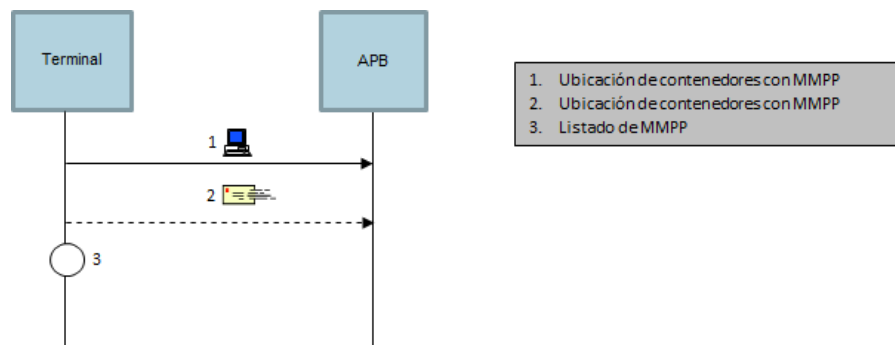 Terminal
APB
1. Ubicación de contenedores con MMPP
2. Ubicación de contenedores con MMPP
3. Listado de MMPP
1
2
3